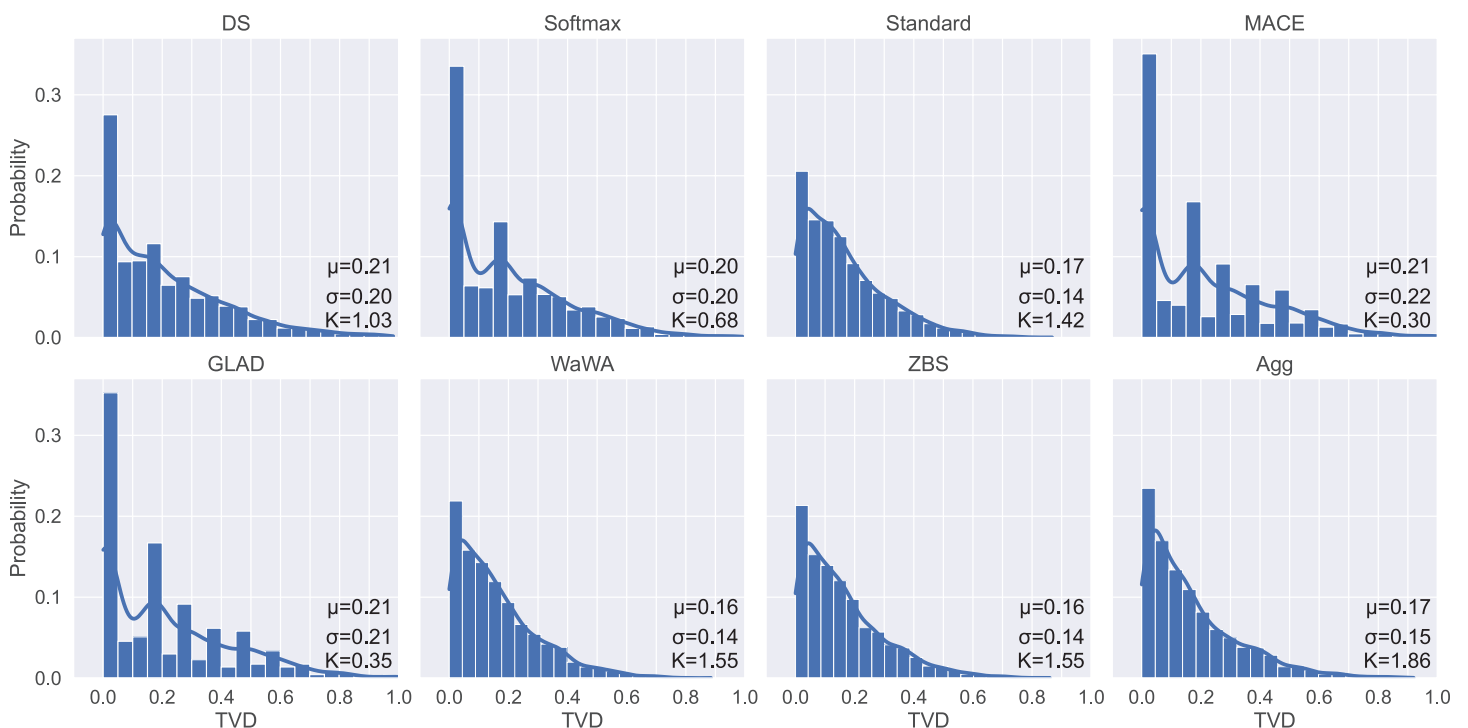 DS Softmax Standard MACE
Probability
0.3
0.2
0.1
0.0
μ=0.21
σ=0.20
K=1.03
μ=0.20
σ=0.20
K=0.68
μ=0.17
σ=0.14
K=1.42
μ=0.21
σ=0.22
K=0.30
GLAD WaWA ZBS Agg
Probability
0.3
0.2
0.1
0.0
μ=0.21
σ=0.21
K=0.35
μ=0.16
σ=0.14
K=1.55
μ=0.16
σ=0.14
K=1.55
μ=0.17
σ=0.15
K=1.86
0.0 0.2 0.4 0.6 0.8 1.0 0.0 0.2 0.4 0.6 0.8 1.0 0.0 0.2 0.4 0.6 0.8 1.0 0.0 0.2 0.4 0.6 0.8 1.0
TVD TVD TVD TVD